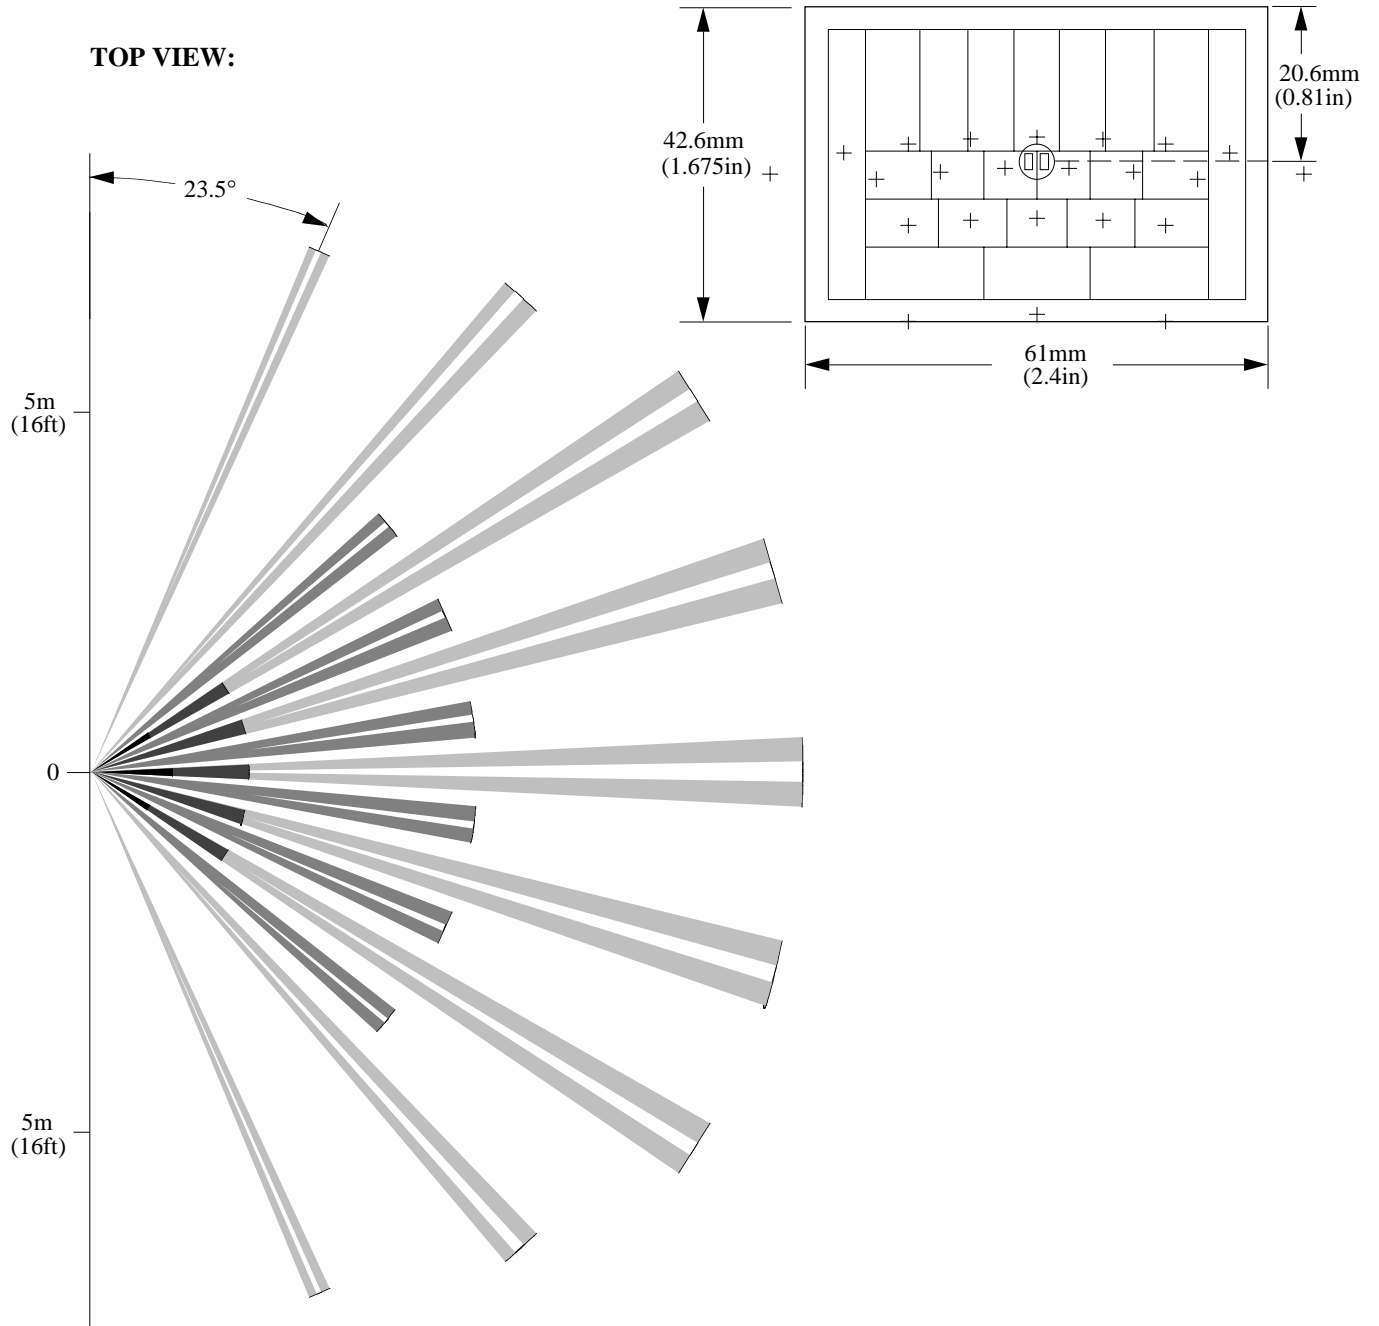 TOP VIEW:
23.5°
5m
(16ft)
0
5m
(16ft)
42.6mm
(1.675in)
20.6mm
(0.81in)
61mm
(2.4in)